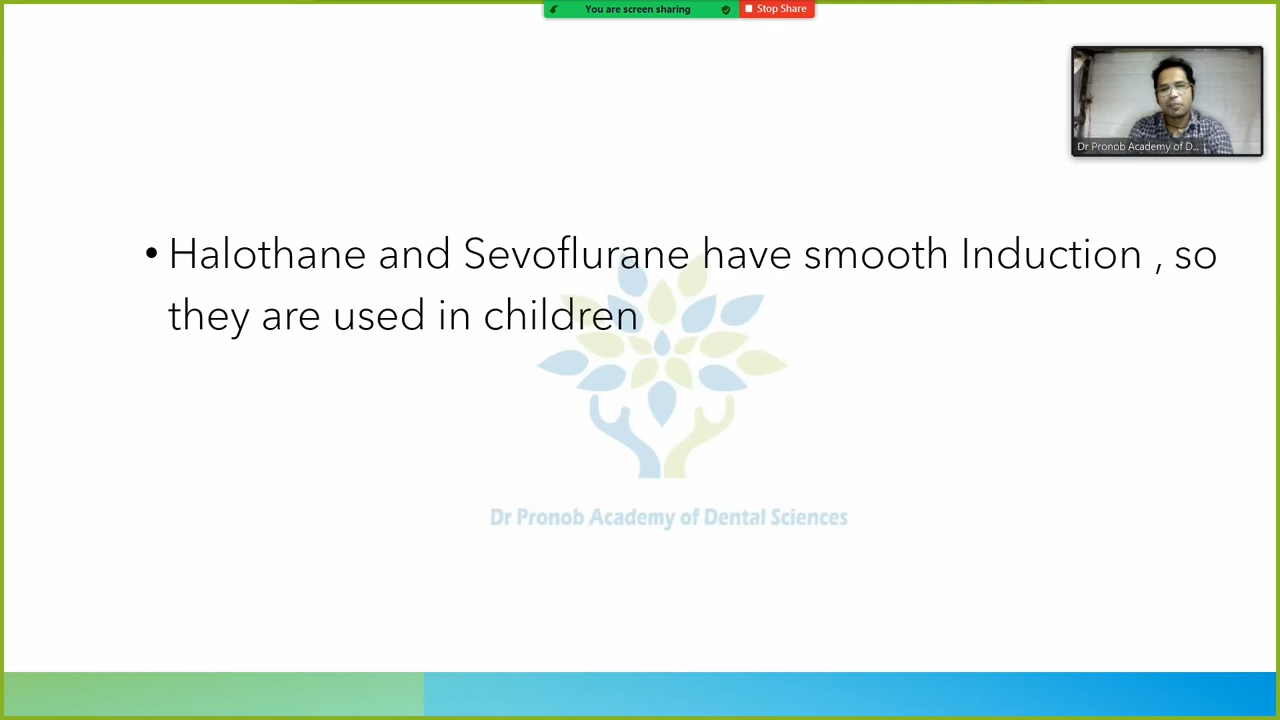 You are screen sharing
Stop Share
Dr Pronob Academy of D...
• Halothane and Sevoflurane have smooth Induction , so
they are used in children
Dr Pronob Academy of Dental Sciences